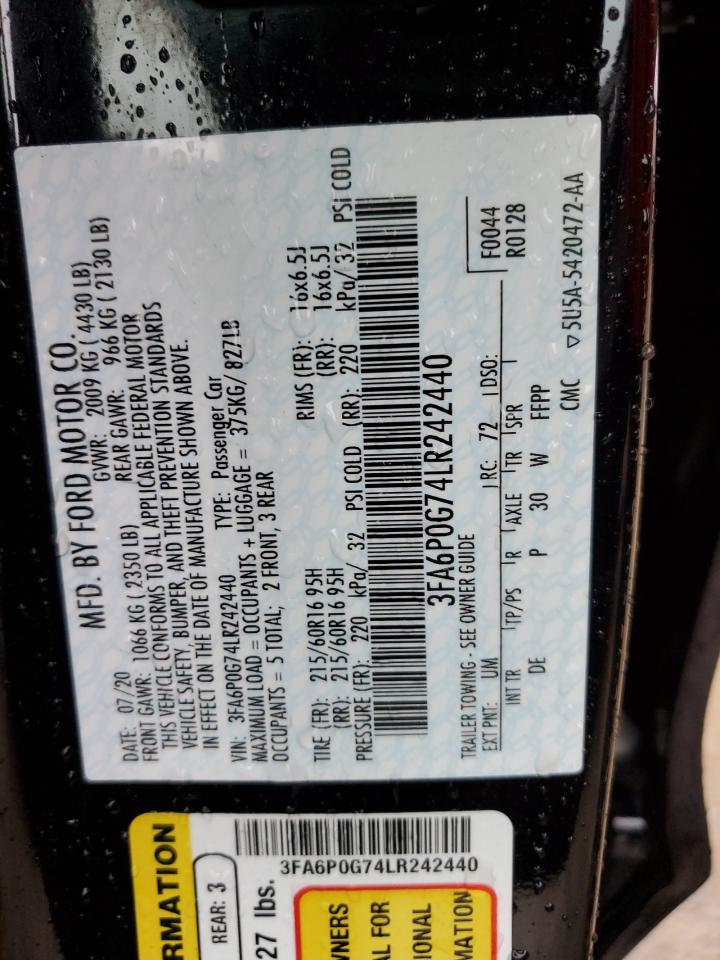 MFD. BY FORD MOTOR CO.
DATE: 07/20 GVWR: 2009 KG ( 4430 LB)
FRONT GAWR: 1066 KG ( 2350 LB) REAR GAWR: 966 KG ( 2130 LB)
THIS VEHICLE CONFORMS TO ALL APPLICABLE FEDERAL MOTOR
VEHICLE SAFETY, BUMPER, AND THEFT PREVENTION STANDARDS
IN EFFECT ON THE DATE OF MANUFACTURE SHOWN ABOVE.
VIN: 3FA6P0G74LR242440 TYPE: Passenger Car
MAXIMUM LOAD = OCCUPANTS + LUGGAGE = 375KG/ 827LB
OCCUPANTS = 5 TOTAL; 2 FRONT, 3 REAR
TIRE (FR): 215/60R16 95H RIMS (FR): 16x6.5J
(RR): 215/60R16 95H (RR): 16x6.5J
PRESSURE (FR): 220 kPa/ 32 PSI COLD (RR): 220 kPa/ 32 PSI COLD
3FA6P0G74LR242440
TRAILER TOWING - SEE OWNER GUIDE
F0044
R0128
EXT PNT: UM RC: 72 DSO:
INT TR TP/PS R AXLE TR SPR
DE P 30 W FFPP
CMC ▽5U5A-5420472-AA
RMATION
REAR: 3
27 lbs.
3FA6P0G74LR242440
WNERS
AL FOR
IONAL
MATION